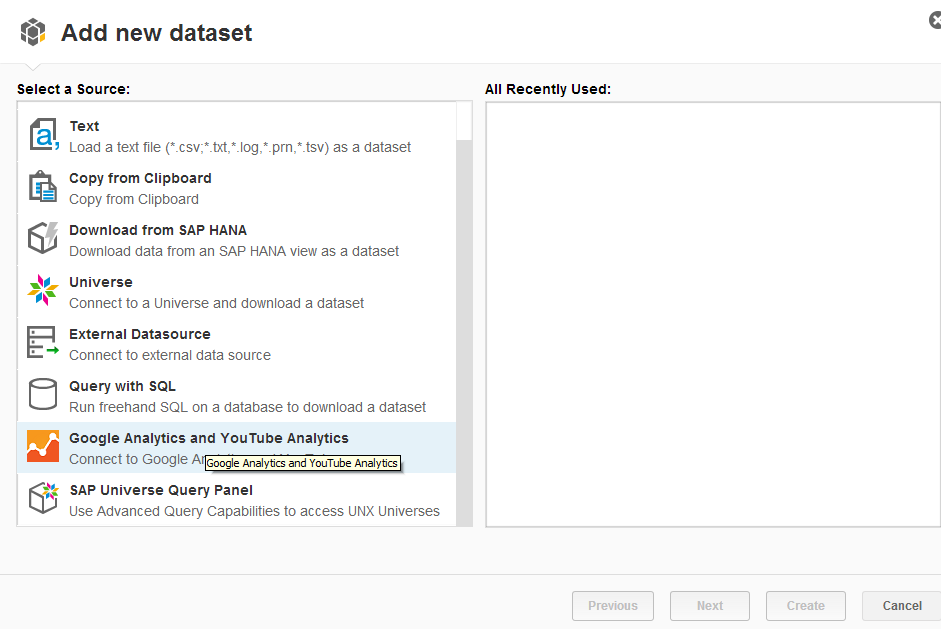 Add new dataset
Select a Source:
All Recently Used:
Text
Load a text file (*.csv;*.txt,*.log,*.prn,*.tsv) as a dataset
Copy from Clipboard
Copy from Clipboard
Download from SAP HANA
Download data from an SAP HANA view as a dataset
Universe
Connect to a Universe and download a dataset
External Datasource
Connect to external data source
Query with SQL
Run freehand SQL on a database to download a dataset
Google Analytics and YouTube Analytics
Connect to Google
Google Analytics and YouTube Analytics
SAP Universe Query Panel
Use Advanced Query Capabilities to access UNX Universes
Previous
Next
Create
Cancel